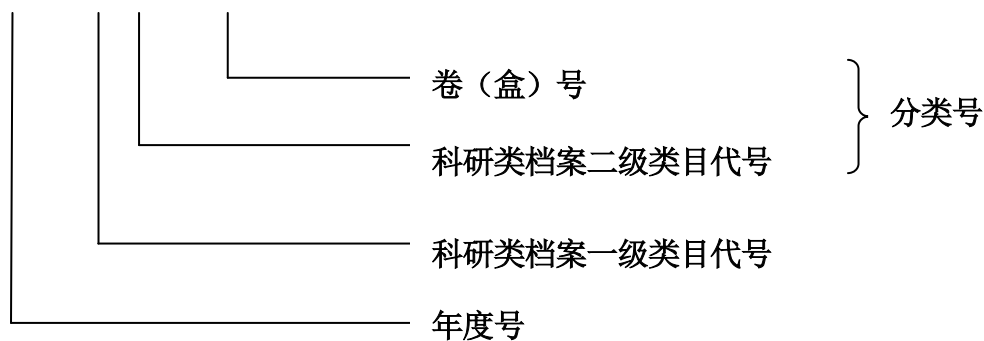 卷（盒）号
分类号
科研类档案二级类目代号
科研类档案一级类目代号
年度号